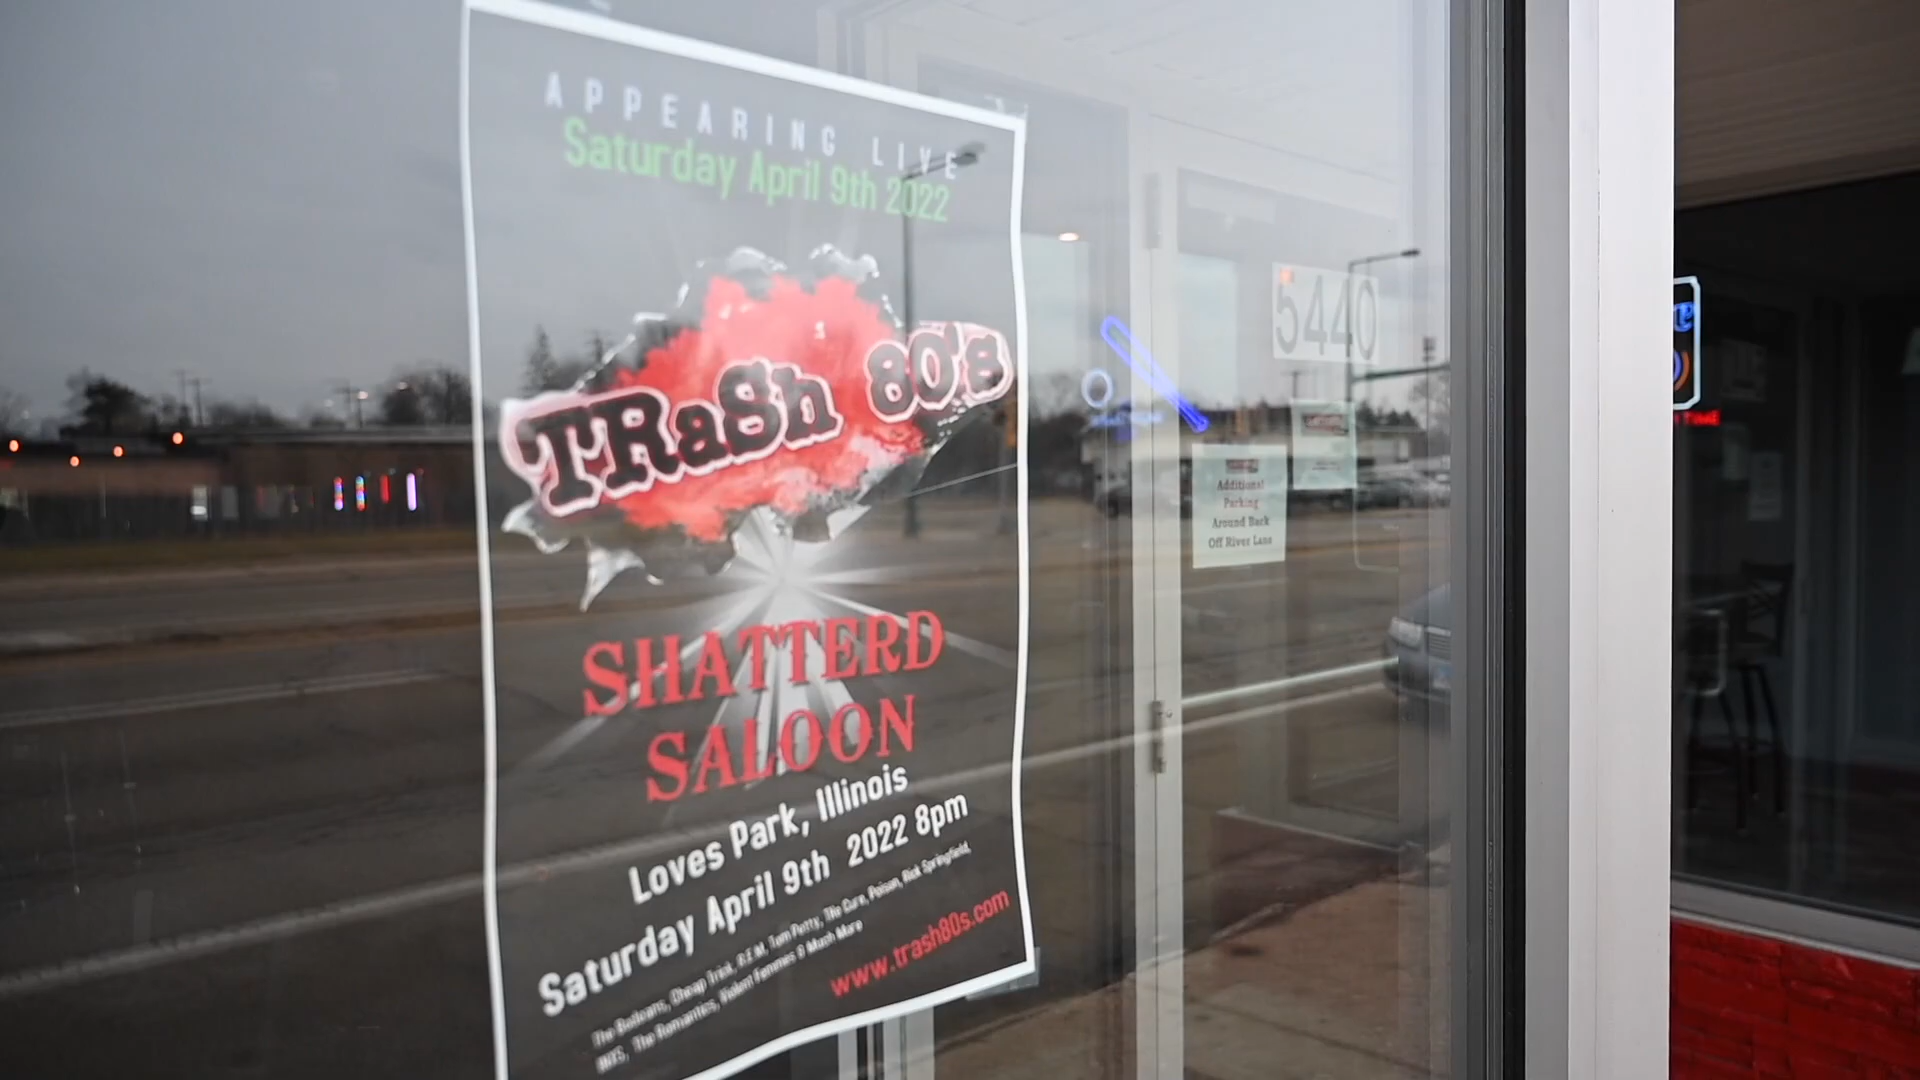 APPEARING LIVE
Saturday April 9th 2022
TRaSh 80's
SHATTERD
SALOON
Loves Park, Illinois
Saturday April 9th 2022 8pm
The Bodeans, Cheap Trick, R.E.M, Tom Petty, The Cure, Poison, Rick Springfield,
INXS, The Romantics, Violent Femmes & Much More
www.trash80s.com
5440
Additional
Parking
Around Back
Off River Lane
TIME